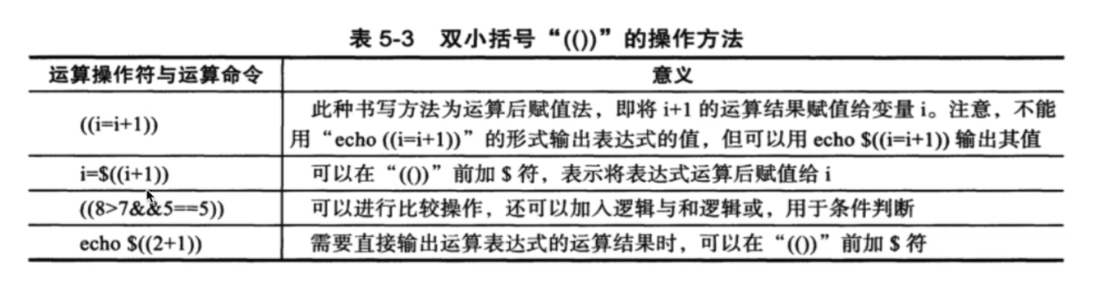 表 5-3 双小括号“(())”的操作方法
运算操作符与运算命令 意义
((i=i+1)) 此种书写方法为运算后赋值法，即将 i+1 的运算结果赋值给变量 i。注意，不能
用“echo ((i=i+1))”的形式输出表达式的值，但可以用 echo $((i=i+1)) 输出其值
i=$((i+1)) 可以在“(())”前加 $ 符，表示将表达式运算后赋值给 i
((8>7&&5==5)) 可以进行比较操作，还可以加入逻辑与和逻辑或，用于条件判断
echo $((2+1)) 需要直接输出运算表达式的运算结果时，可以在“(())”前加 $ 符